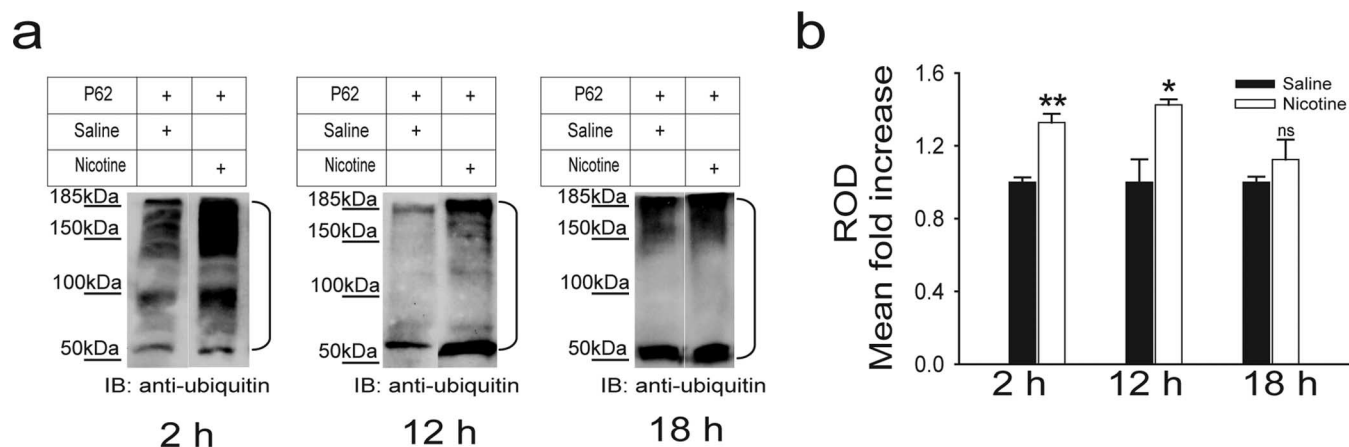 a
P62 + +
Saline +
Nicotine +
185kDa
150kDa
100kDa
50kDa
IB: anti-ubiquitin
2 h
P62 + +
Saline +
Nicotine +
185kDa
150kDa
100kDa
50kDa
IB: anti-ubiquitin
12 h
P62 + +
Saline +
Nicotine +
185kDa
150kDa
100kDa
50kDa
IB: anti-ubiquitin
18 h
b
ROD
Mean fold increase
1.6
1.2
0.8
0.4
0.0
**
*
ns
Saline
Nicotine
2 h 12 h 18 h